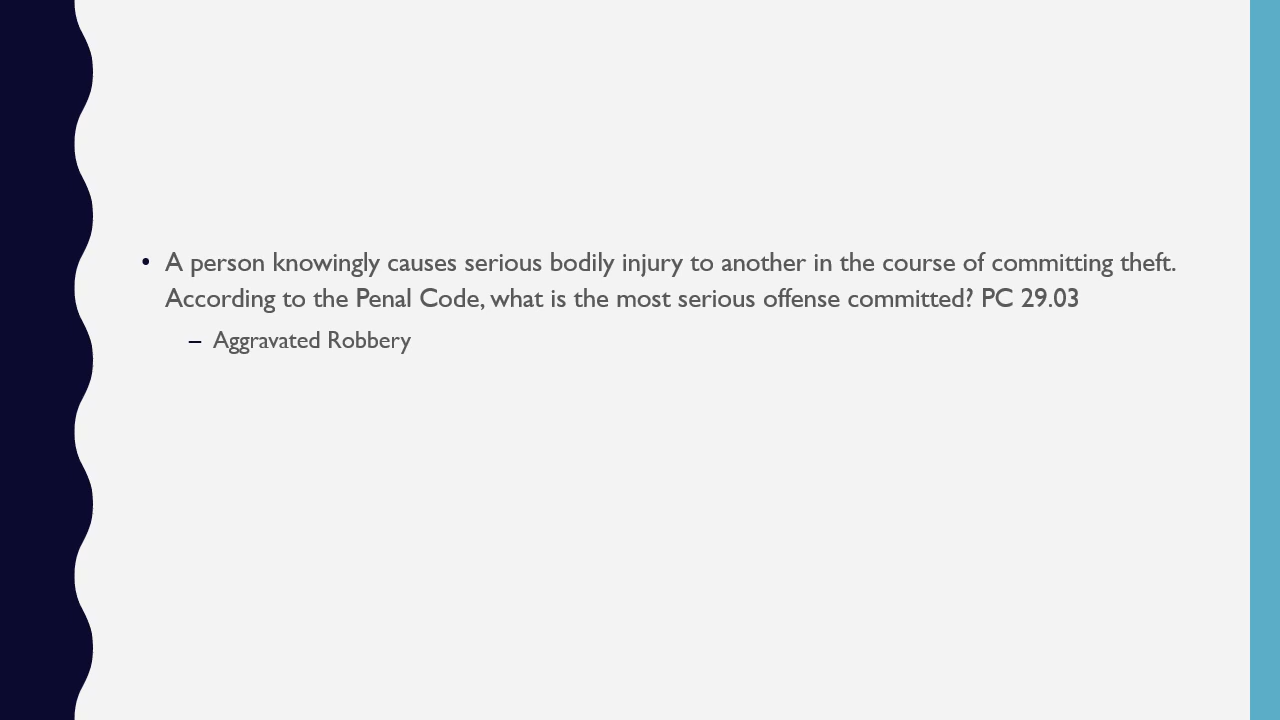 • A person knowingly causes serious bodily injury to another in the course of committing theft.
According to the Penal Code, what is the most serious offense committed? PC 29.03
– Aggravated Robbery